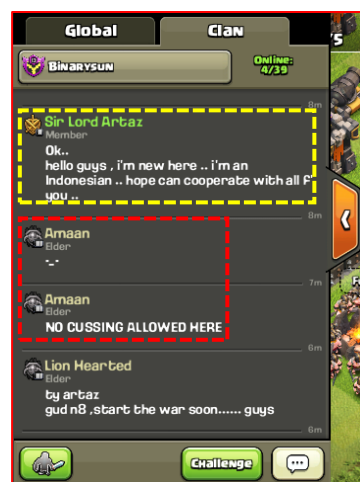 Global
Clan
/5
Binarysun
Online:
4/39
8m
Sir Lord Artaz
Member
Ok..
hello guys , i'm new here .. i'm an
Indonesian .. hope can cooperate with all
you ..
8m
Amaan
Elder
-_-
7m
Amaan
Elder
NO CUSSING ALLOWED HERE
6m
Lion Hearted
Elder
ty artaz
gud n8 ,start the war soon...... guys
6m
Challenge